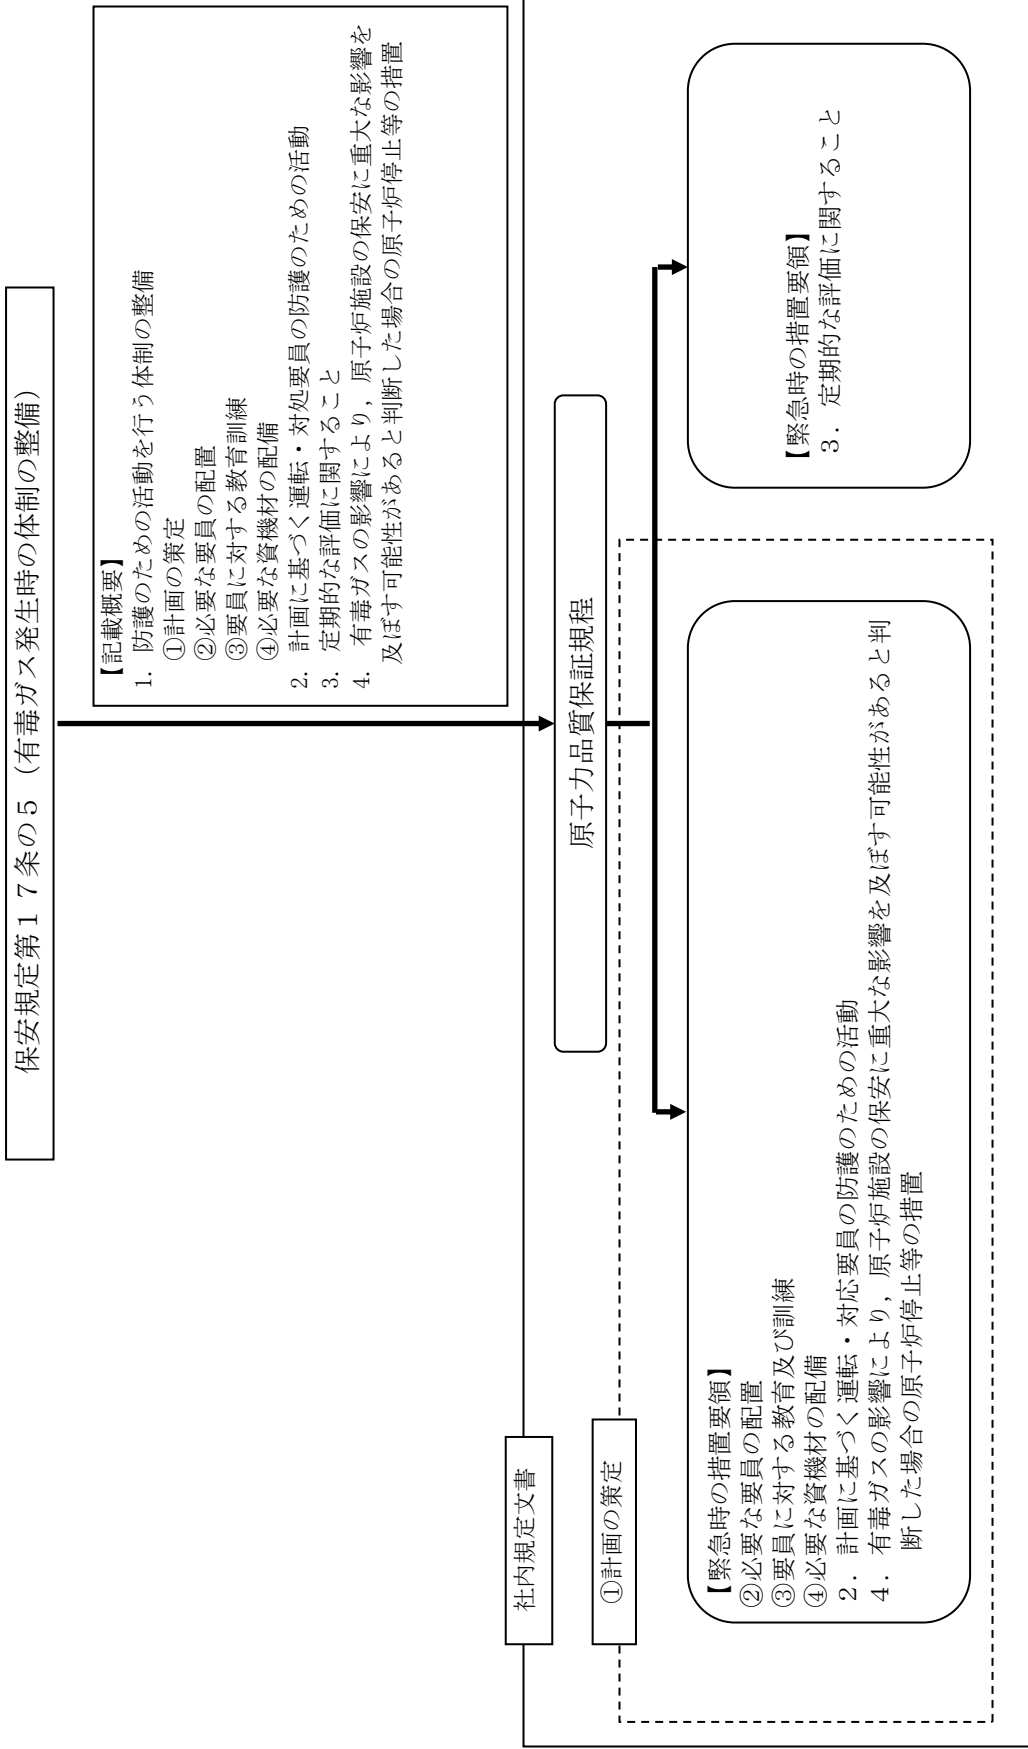 保安規定第１７条の５（有毒ガス発生時の体制の整備）
【記載概要】
1. 防護のための活動を行う体制の整備
①計画の策定
②必要な要員の配置
③要員に対する教育訓練
④必要な資機材の配備
2. 計画に基づく運転・対処要員の防護のための活動
3. 定期的な評価に関すること
4. 有毒ガスの影響により，原子炉施設の保安に重大な影響を
及ぼす可能性があると判断した場合の原子炉停止等の措置
社内規定文書
原子力品質保証規程
①計画の策定
【緊急時の措置要領】
②必要な要員の配置
③要員に対する教育及び訓練
④必要な資機材の配備
２．計画に基づく運転・対応要員の防護のための活動
４．有毒ガスの影響により，原子炉施設の保安に重大な影響を及ぼす可能性があると判
断した場合の原子炉停止等の措置
【緊急時の措置要領】
３．定期的な評価に関すること